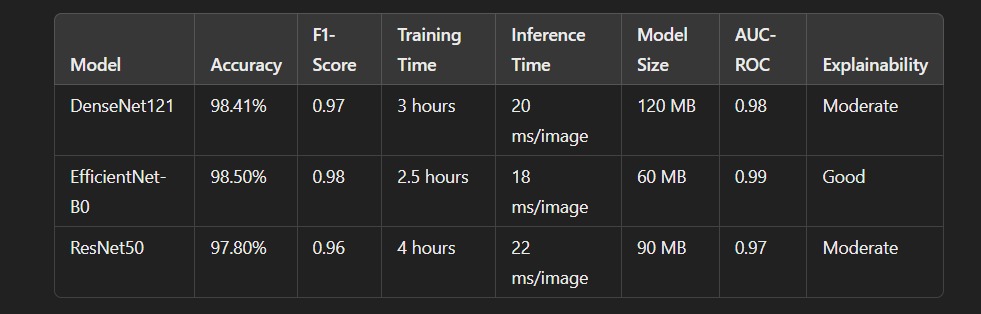 Model Accuracy F1-Score Training Time Inference Time Model Size AUC-ROC Explainability
DenseNet121 98.41% 0.97 3 hours 20 ms/image 120 MB 0.98 Moderate
EfficientNet-B0 98.50% 0.98 2.5 hours 18 ms/image 60 MB 0.99 Good
ResNet50 97.80% 0.96 4 hours 22 ms/image 90 MB 0.97 Moderate